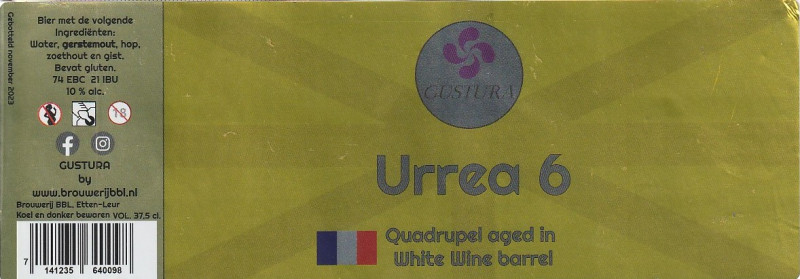 Gebotteld november 2023
Bier met de volgende
Ingrediënten:
Water, gerstemout, hop,
zoethout en gist.
Bevat gluten.
74 EBC 21 IBU
10 % alc.
18
GUSTURA
by
www.brouwerijbbl.nl
Brouwerij BBL, Etten-Leur
Koel en donker bewaren VOL. 37,5 cl.
7 141235 640098
GUSTURA
Urrea 6
Quadrupel aged in
White Wine barrel